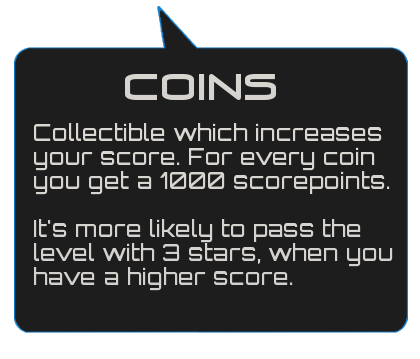 COINS
Collectible which increases
your score. For every coin
you get a 1000 scorepoints.
It's more likely to pass the
level with 3 stars, when you
have a higher score.